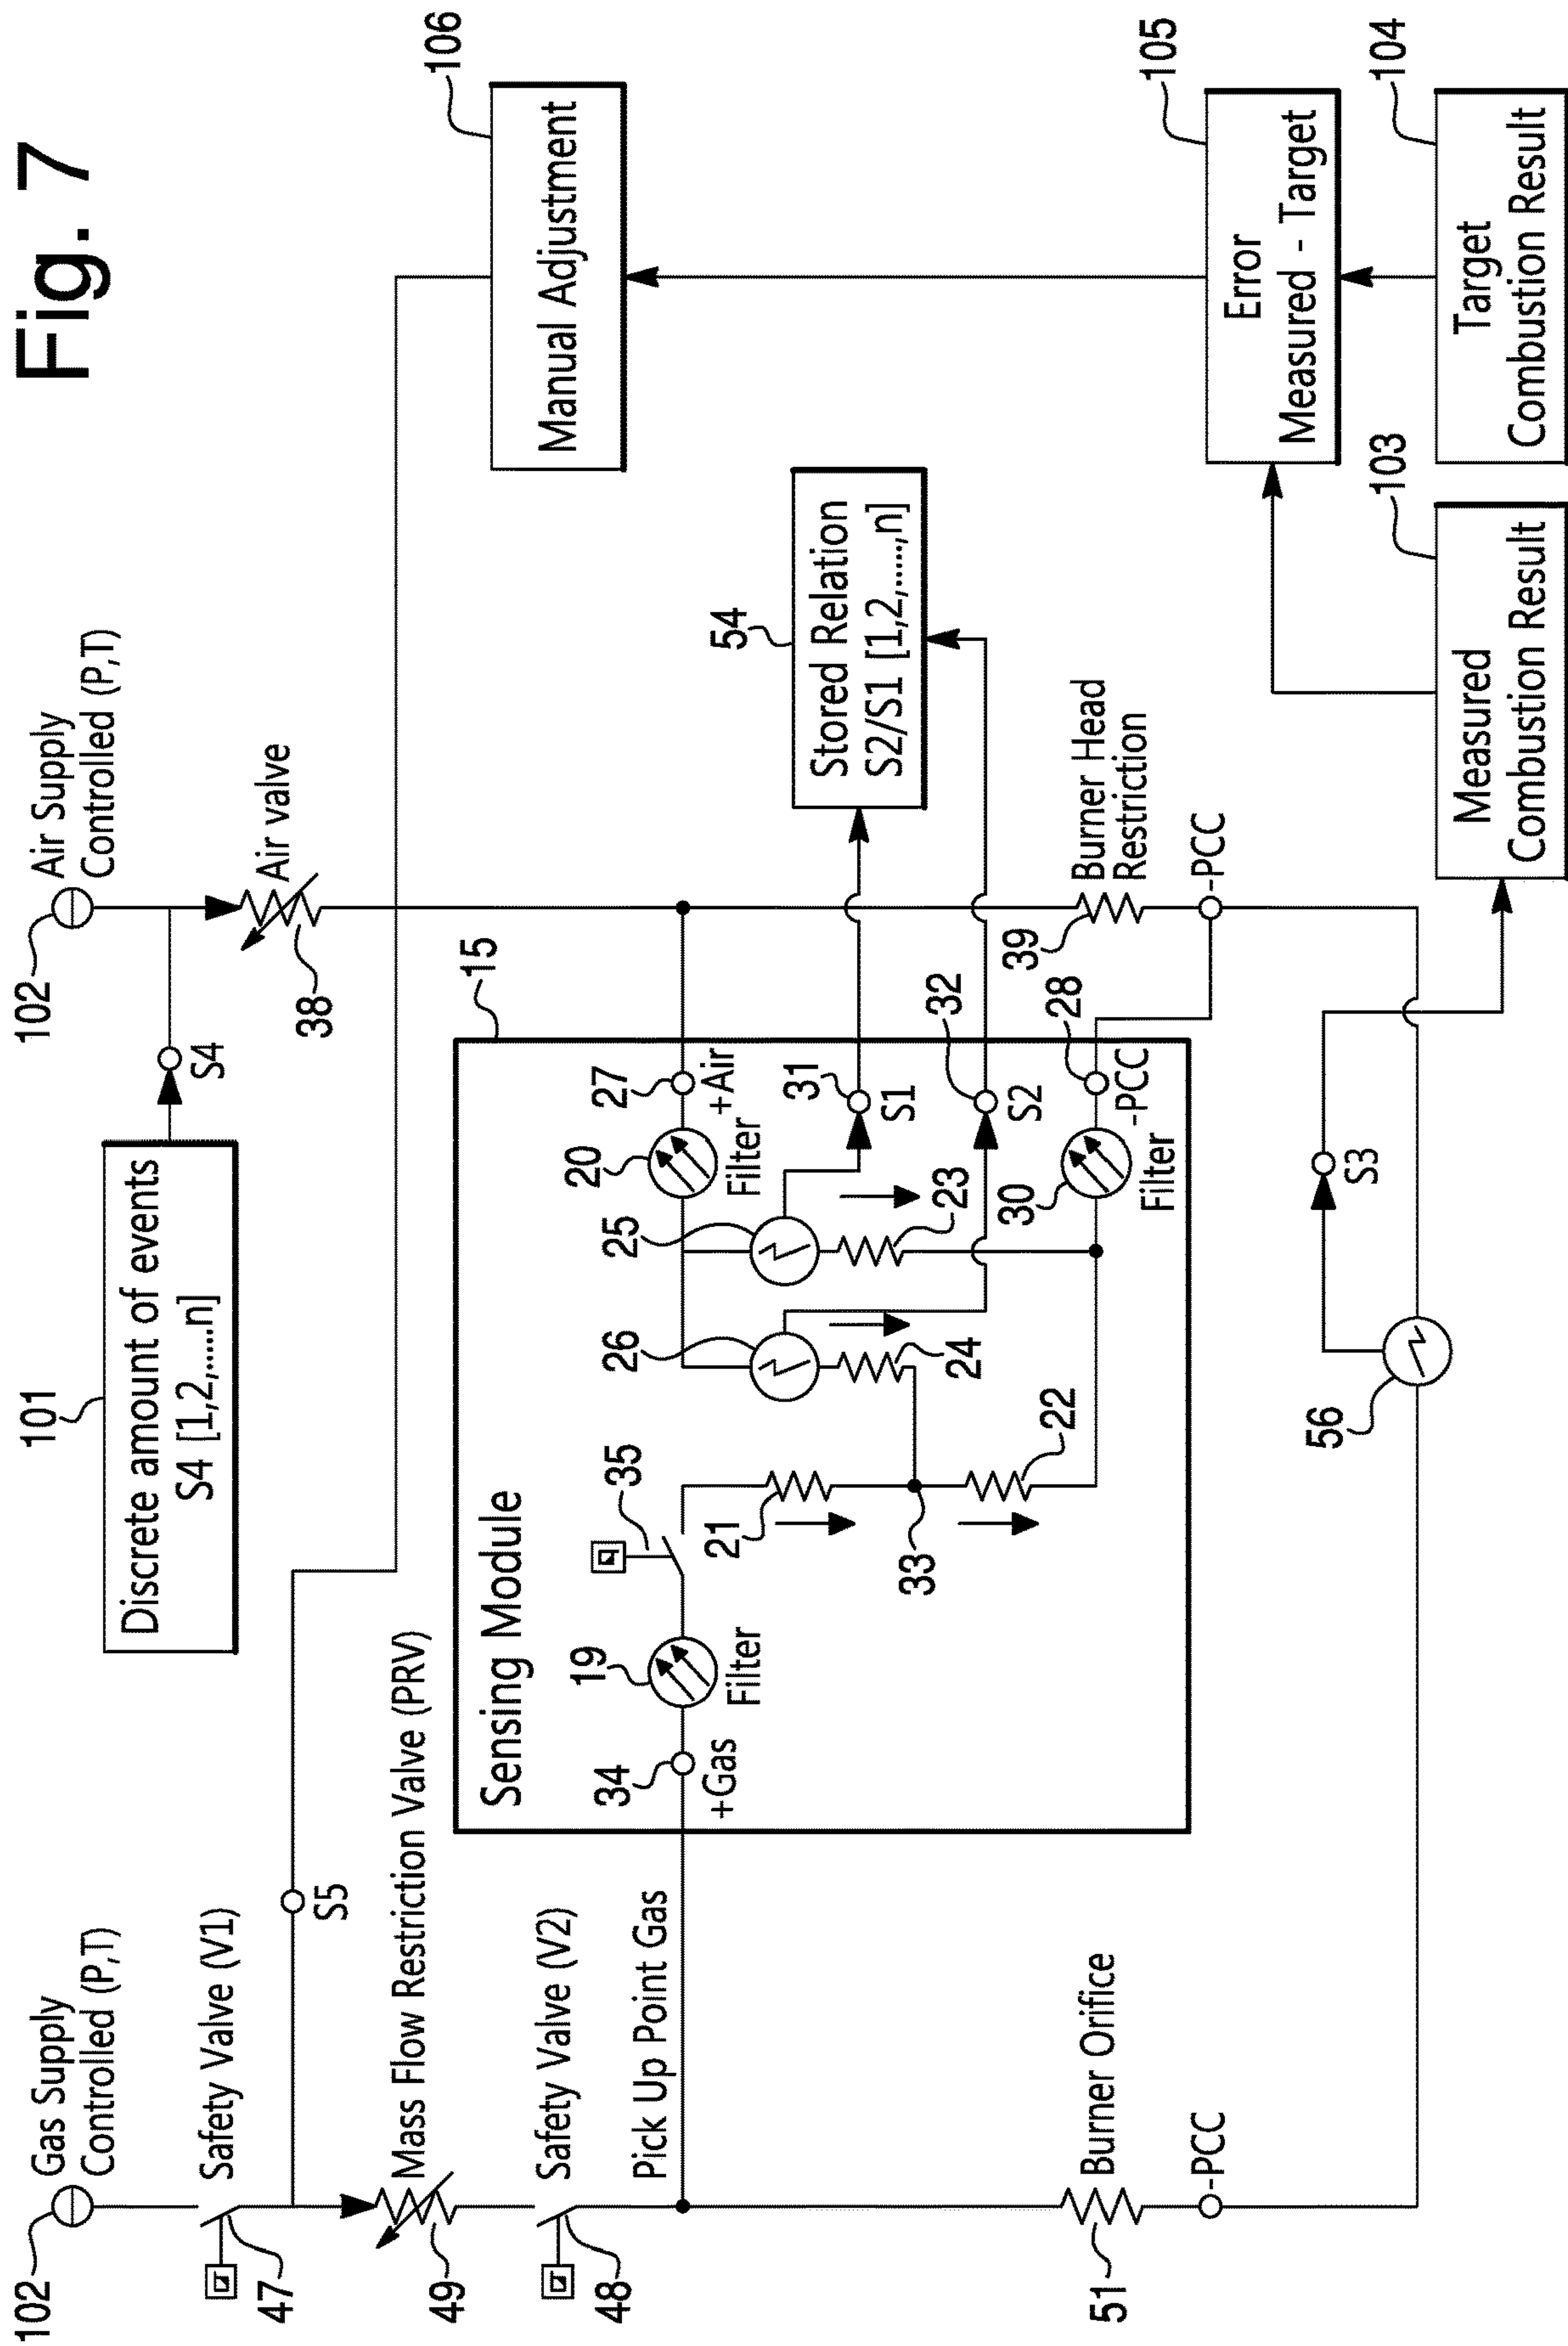 Fig. 7
102
Gas Supply
Controlled (P,T)
102
Air Supply
Controlled (P,T)
101
Discrete amount of events
S4 [1,2,.....n]
S4
Air valve
38
106
Manual Adjustment
47
Safety Valve (V1)
S5
49
Mass Flow Restriction Valve (PRV)
48
Safety Valve (V2)
Pick Up Point Gas
15
Sensing Module
34
+Gas
19
Filter
35
26
25
20
Filter
27
+Air
21
33
22
24
23
31
S1
32
S2
30
Filter
28
-PCC
54
Stored Relation
S2/S1 [1,2,.....,n]
51
Burner Orifice
-PCC
39
Burner Head
Restriction
-PCC
56
S3
105
Error
Measured - Target
103
Measured
Combustion Result
104
Target
Combustion Result